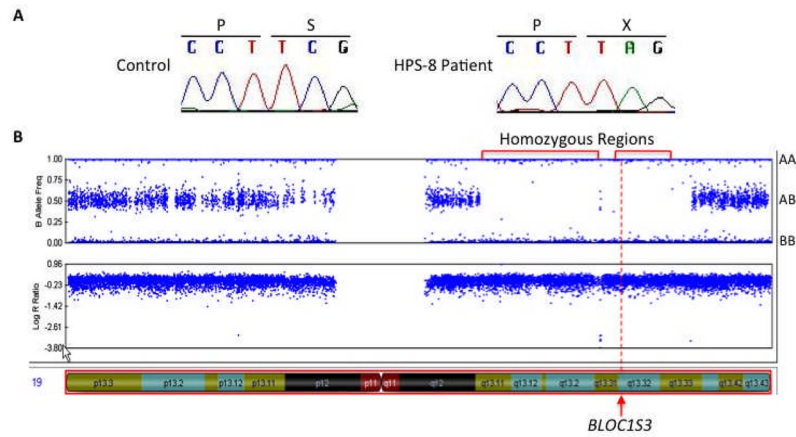 A
P S P X
C C T T C G C C T T A G
Control HPS-8 Patient
B
Homozygous Regions
B Allele Freq
1.00
0.75
0.50
0.25
0.00
AA
AB
BB
Log R Ratio
0.96
-0.23
-1.42
-2.61
-3.80
19 p13.3 p13.2 p13.12 p13.11 p12 p11 q11 q12 q13.11 q13.12 q13.2 q13.31 q13.32 q13.33 q13.42 q13.43
BLOC1S3